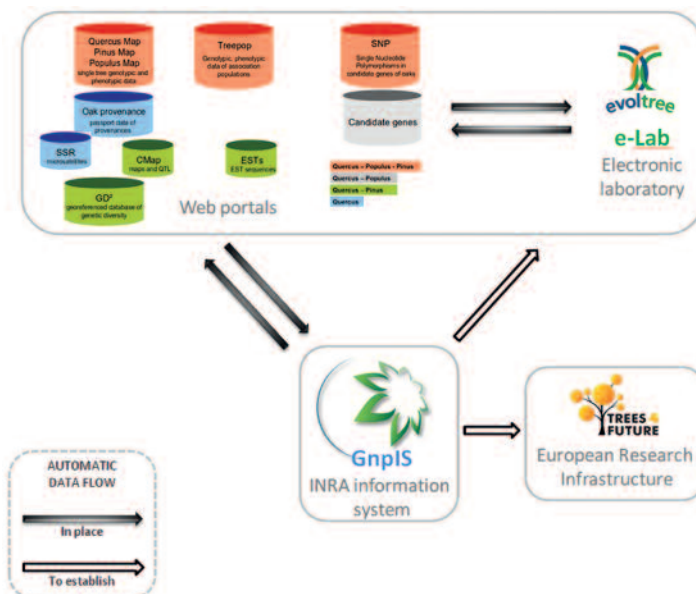 Quercus Map
Pinus Map
Populus Map
single tree genotypic and
phenotypic data
Treepop
Genotypic, phenotypic
data of association
populations
SNP
Single Nucleotide
Polymorphisms in
candidate genes of oaks
Oak provenance
passport data of
provenances
Candidate genes
SSR
microsatellites
CMap
maps and QTL
ESTs
EST sequences
GD²
georeferenced database of
genetic diversity
Quercus - Populus - Pinus
Quercus - Populus
Quercus - Pinus
Quercus
Web portals
evoltree
e-Lab
Electronic
laboratory
GnpIS
INRA information
system
TREES 4
FUTURE
European Research
Infrastructure
AUTOMATIC
DATA FLOW
In place
To establish